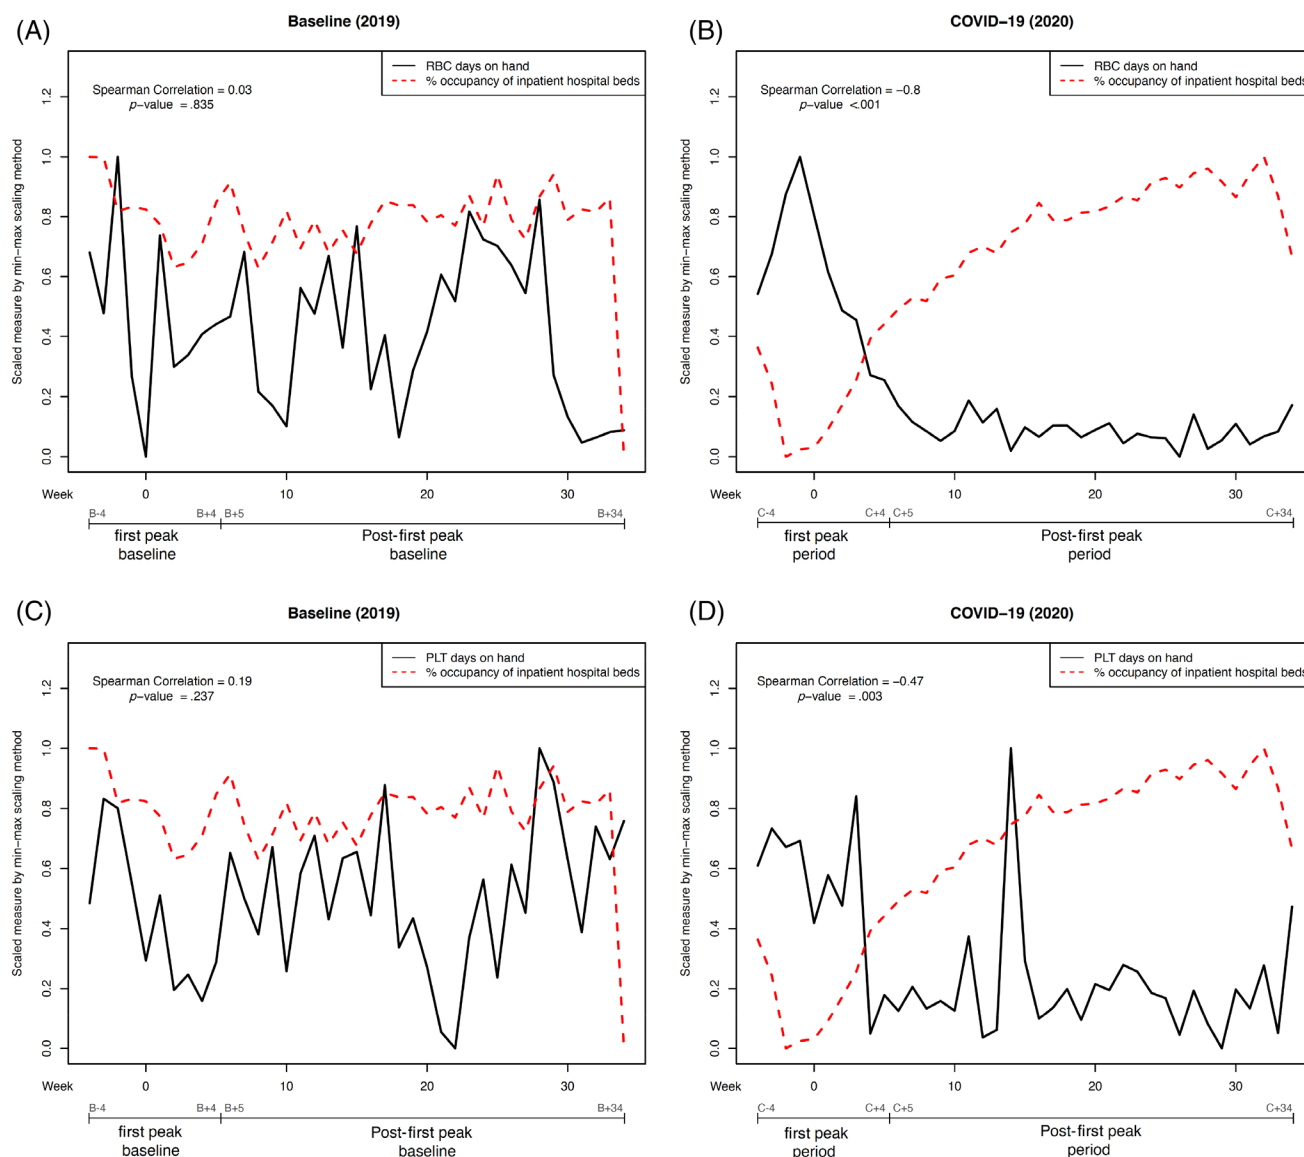 (A)
Baseline (2019)
RBC days on hand
% occupancy of inpatient hospital beds
Spearman Correlation = 0.03
p−value = .835
Scaled measure by min−max scaling method
1.2
1.0
0.8
0.6
0.4
0.2
0.0
Week 0 10 20 30
B-4 B+4 B+5 B+34
first peak baseline
Post-first peak baseline
(B)
COVID−19 (2020)
RBC days on hand
% occupancy of inpatient hospital beds
Spearman Correlation = −0.8
p−value <.001
Scaled measure by min−max scaling method
1.2
1.0
0.8
0.6
0.4
0.2
0.0
0 10 20 30
C-4 C+4 C+5 C+34
first peak period
Post-first peak period
(C)
Baseline (2019)
PLT days on hand
% occupancy of inpatient hospital beds
Spearman Correlation = 0.19
p−value = .237
Scaled measure by min−max scaling method
1.2
1.0
0.8
0.6
0.4
0.2
0.0
Week 0 10 20 30
B-4 B+4 B+5 B+34
first peak baseline
Post-first peak baseline
(D)
COVID−19 (2020)
PLT days on hand
% occupancy of inpatient hospital beds
Spearman Correlation = −0.47
p−value = .003
Scaled measure by min−max scaling method
1.2
1.0
0.8
0.6
0.4
0.2
0.0
0 10 20 30
C-4 C+4 C+5 C+34
first peak period
Post-first peak period